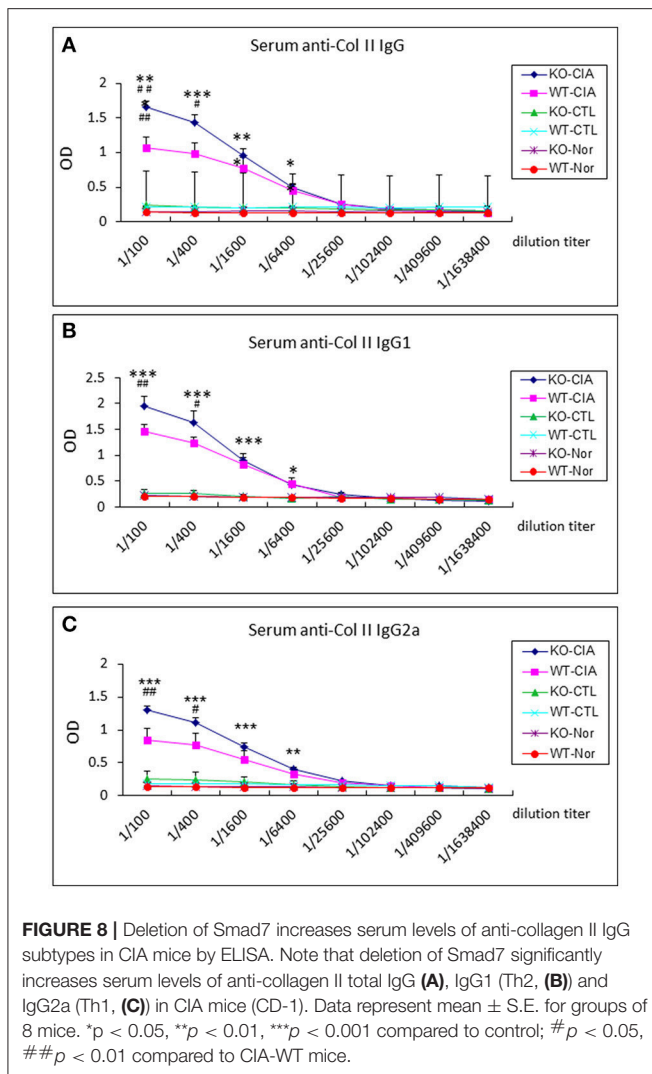 A
Serum anti-Col II IgG
** 
##
*
##
***
#
**
*
*
*
2
1.5
1
0.5
0
OD
1/100
1/400
1/1600
1/6400
1/25600
1/102400
1/409600
1/1638400
dilution titer
KO-CIA
WT-CIA
KO-CTL
WT-CTL
KO-Nor
WT-Nor
B
Serum anti-Col II IgG1
***
##
***
#
***
*
2.5
2
1.5
1
0.5
0
OD
1/100
1/400
1/1600
1/6400
1/25600
1/102400
1/409600
1/1638400
dilution titer
KO-CIA
WT-CIA
KO-CTL
WT-CTL
KO-Nor
WT-Nor
C
Serum anti-Col II IgG2a
***
##
***
#
***
**
2
1.5
1
0.5
0
OD
1/100
1/400
1/1600
1/6400
1/25600
1/102400
1/409600
1/1638400
dilution titer
KO-CIA
WT-CIA
KO-CTL
WT-CTL
KO-Nor
WT-Nor
FIGURE 8 | Deletion of Smad7 increases serum levels of anti-collagen II IgG
subtypes in CIA mice by ELISA. Note that deletion of Smad7 significantly
increases serum levels of anti-collagen II total IgG (A), IgG1 (Th2, (B)) and
IgG2a (Th1, (C)) in CIA mice (CD-1). Data represent mean ± S.E. for groups of
8 mice. *p < 0.05, **p < 0.01, ***p < 0.001 compared to control; #p < 0.05,
##p < 0.01 compared to CIA-WT mice.